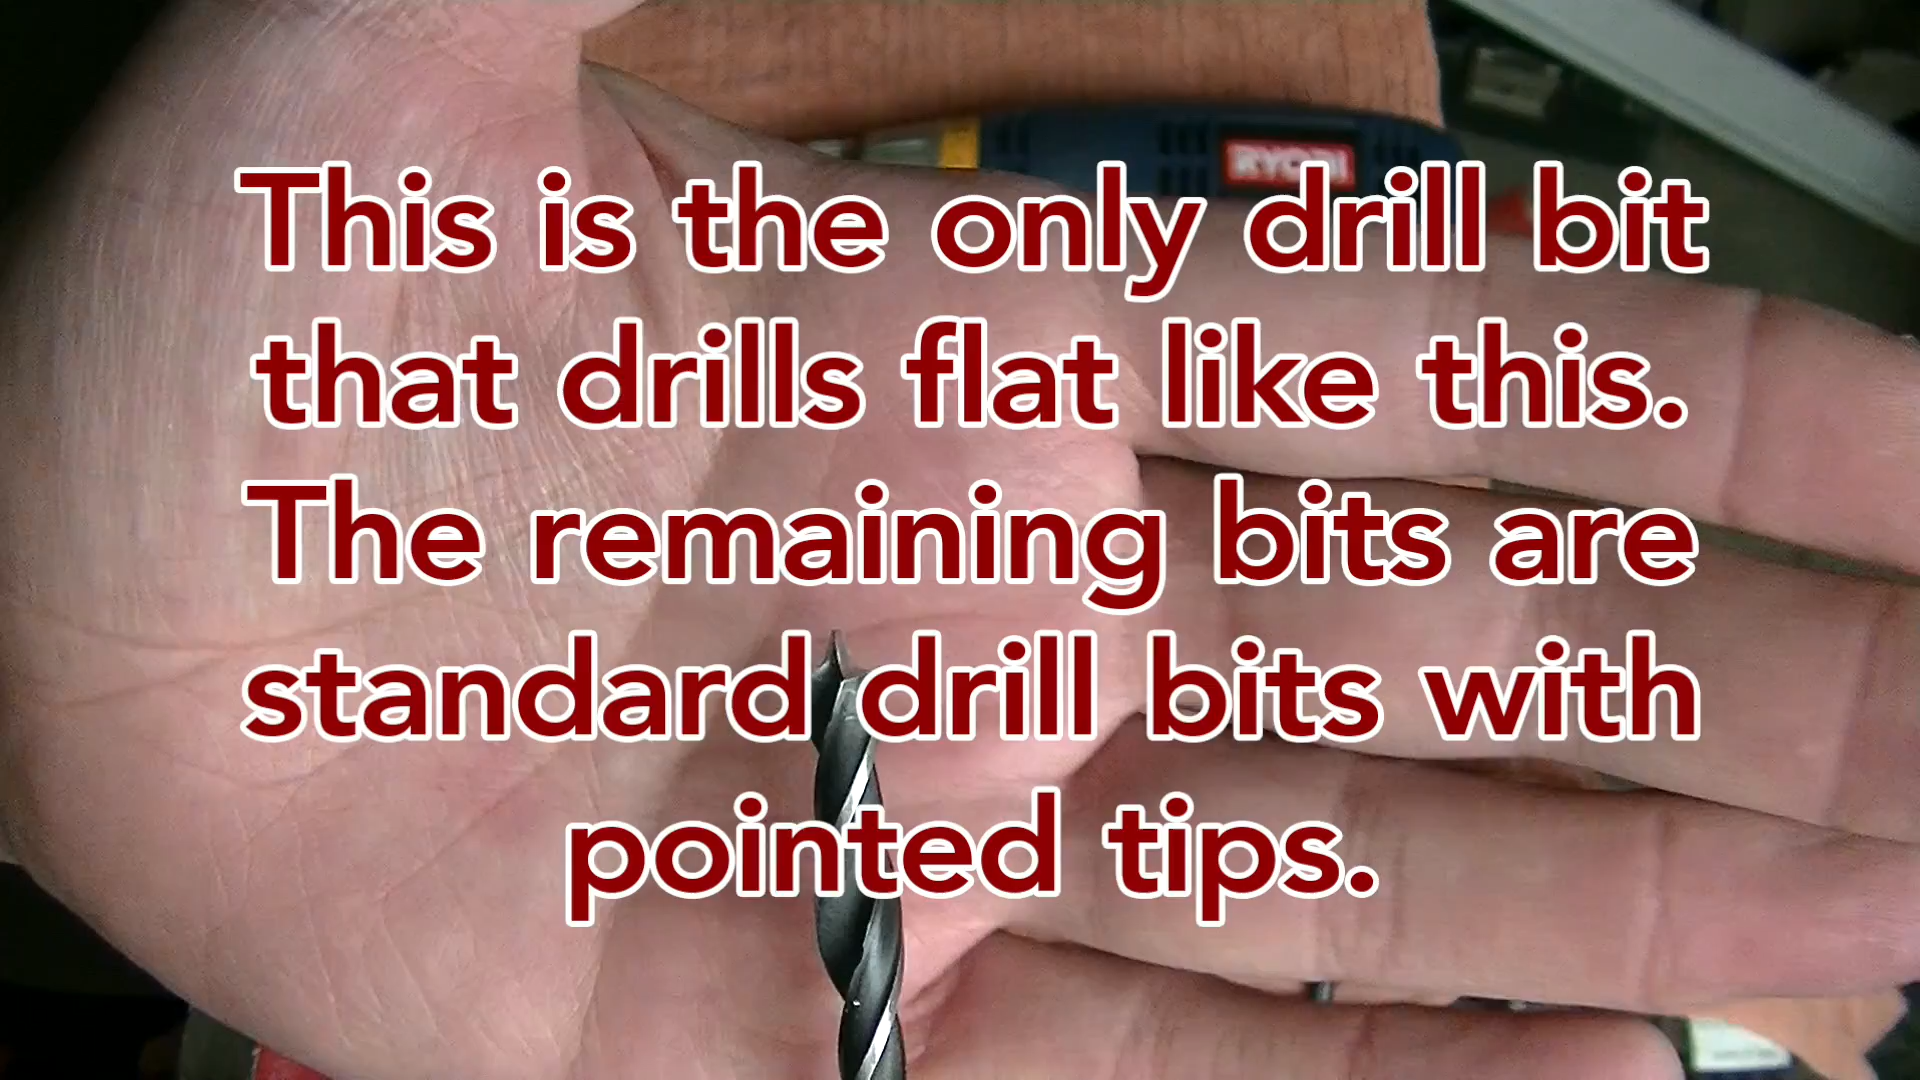 RYOBI
This is the only drill bit
that drills flat like this.
The remaining bits are
standard drill bits with
pointed tips.